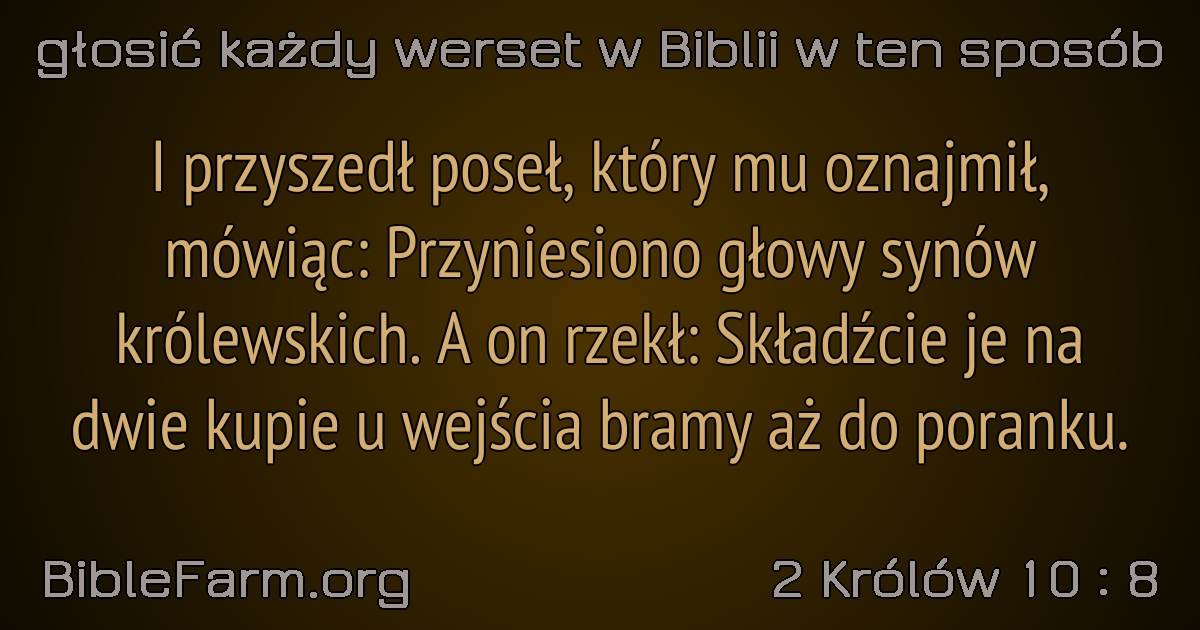 głosić każdy werset w Biblii w ten sposób
I przyszedł poseł, który mu oznajmił,
mówiąc: Przyniesiono głowy synów
królewskich. A on rzekł: Składźcie je na
dwie kupie u wejścia bramy aż do poranku.
BibleFarm.org
2 Królów 10 : 8